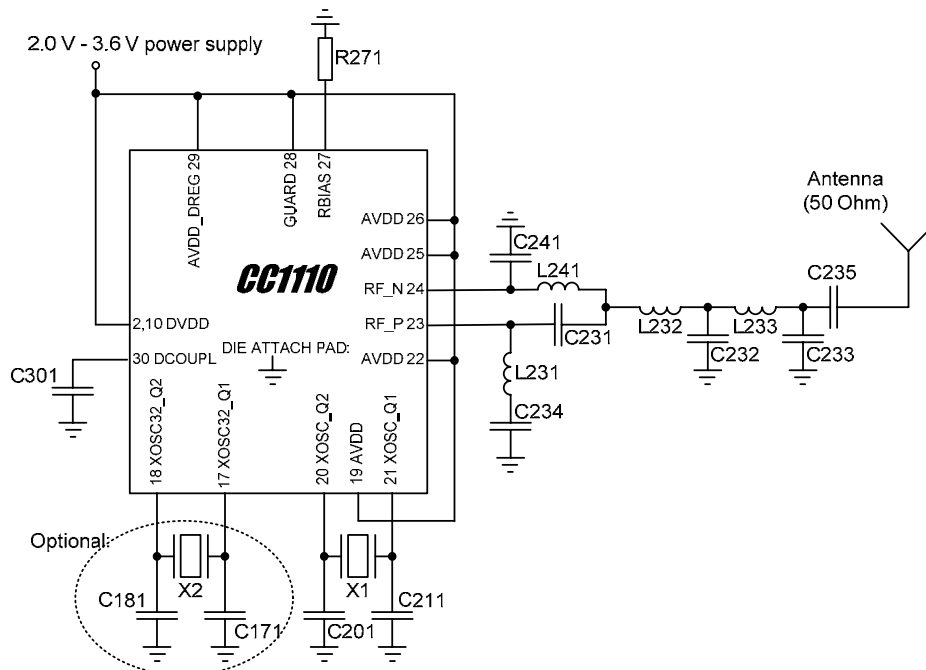 2.0 V - 3.6 V power supply
R271
AVDD_DREG 29
GUARD 28
RBIAS 27
Antenna
(50 Ohm)
AVDD 26
C241
AVDD 25
L241
C235
CC1110
RF_N 24
2,10 DVDD
RF_P 23
C231
L232
L233
DIE ATTACH PAD:
C232
C233
30 DCOUPL
AVDD 22
L231
C301
C234
18 XOSC32_Q2
17 XOSC32_Q1
20 XOSC_Q2
19 AVDD
21 XOSC_Q1
Optional:
X2
X1
C181
C171
C201
C211